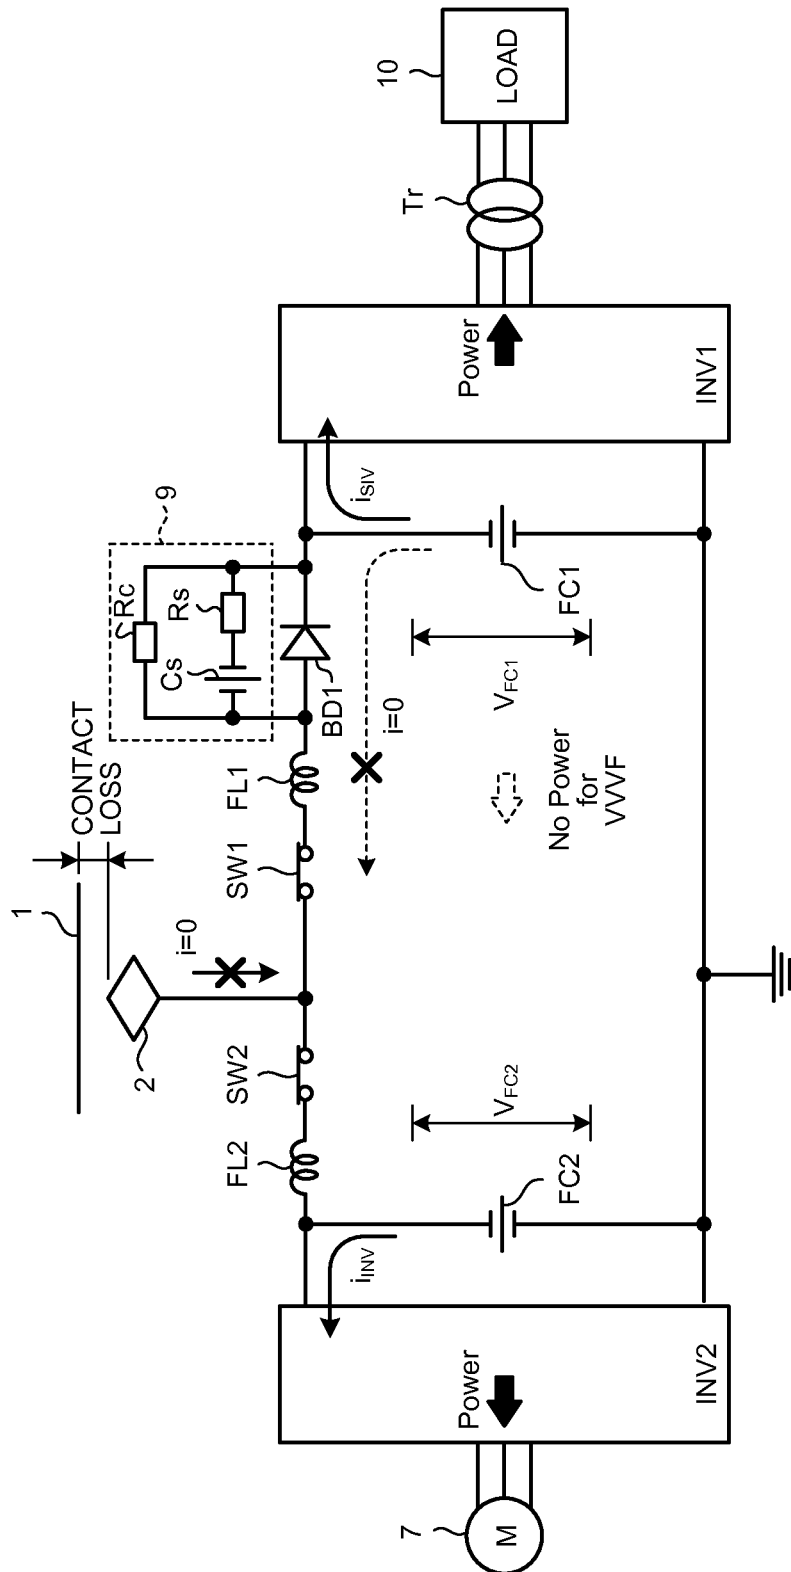 1
CONTACT
LOSS
2
i=0
9
Rc
Rs
Cs
FL2
SW2
SW1
FL1
BD1
i_INV
i_SIV
i=0
10
LOAD
Tr
7
M
Power
INV2
FC2
V_FC2
No Power
for
VVVF
V_FC1
FC1
Power
INV1